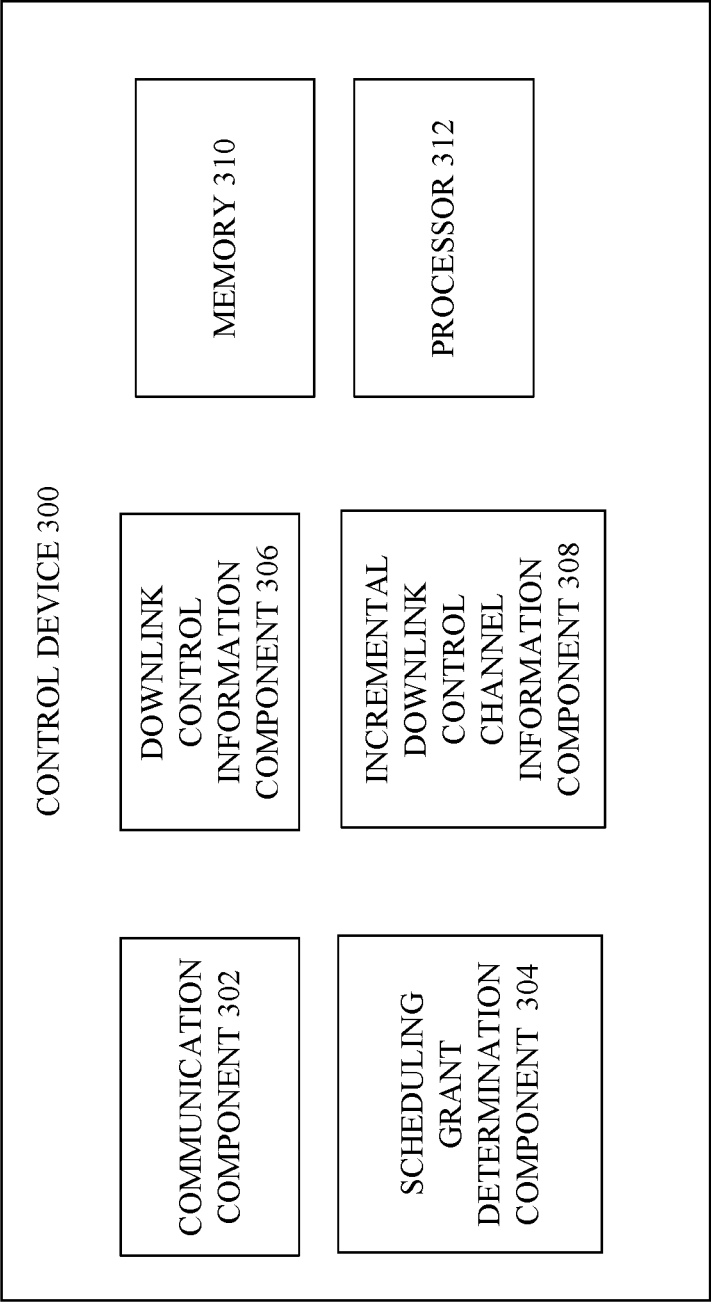 CONTROL DEVICE 300
COMMUNICATION
COMPONENT 302
DOWNLINK
CONTROL
INFORMATION
COMPONENT 306
MEMORY 310
SCHEDULING
GRANT
DETERMINATION
COMPONENT 304
INCREMENTAL
DOWNLINK
CONTROL
CHANNEL
INFORMATION
COMPONENT 308
PROCESSOR 312